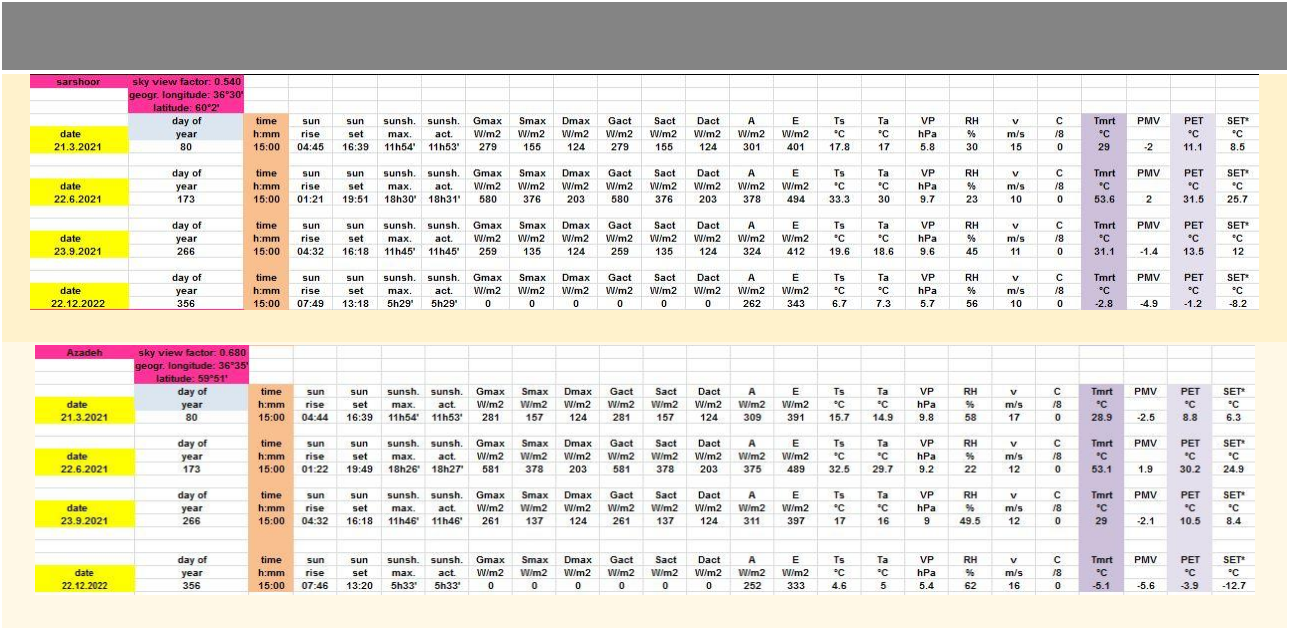 sarshoor sky view factor: 0.540
geogr. longitude: 36°30'
latitude: 60°2'
day of time sun sun sunsh. sunsh. Gmax Smax Dmax Gact Sact Dact A E Ts Ta VP RH v C Tmrt PMV PET SET*
date year h:mm rise set max. act. W/m2 W/m2 W/m2 W/m2 W/m2 W/m2 W/m2 W/m2 °C °C hPa % m/s /8 °C °C °C
21.3.2021 80 15:00 04:45 16:39 11h54' 11h53' 279 155 124 279 155 124 301 401 17.8 17 5.8 30 15 0 29 -2 11.1 8.5
day of time sun sun sunsh. sunsh. Gmax Smax Dmax Gact Sact Dact A E Ts Ta VP RH v C Tmrt PMV PET SET*
date year h:mm rise set max. act. W/m2 W/m2 W/m2 W/m2 W/m2 W/m2 W/m2 W/m2 °C °C hPa % m/s /8 °C °C °C
22.6.2021 173 15:00 01:21 19:51 18h30' 18h31' 580 376 203 580 376 203 378 494 33.3 30 9.7 23 10 0 53.6 2 31.5 25.7
day of time sun sun sunsh. sunsh. Gmax Smax Dmax Gact Sact Dact A E Ts Ta VP RH v C Tmrt PMV PET SET*
date year h:mm rise set max. act. W/m2 W/m2 W/m2 W/m2 W/m2 W/m2 W/m2 W/m2 °C °C hPa % m/s /8 °C °C °C
23.9.2021 266 15:00 04:32 16:18 11h45' 11h45' 259 135 124 259 135 124 324 412 19.6 18.6 9.6 45 11 0 31.1 -1.4 13.5 12
day of time sun sun sunsh. sunsh. Gmax Smax Dmax Gact Sact Dact A E Ts Ta VP RH v C Tmrt PMV PET SET*
date year h:mm rise set max. act. W/m2 W/m2 W/m2 W/m2 W/m2 W/m2 W/m2 W/m2 °C °C hPa % m/s /8 °C °C °C
22.12.2022 356 15:00 07:49 13:18 5h29' 5h29' 0 0 0 0 0 0 262 343 6.7 7.3 5.7 56 10 0 -2.8 -4.9 -1.2 -8.2
Azadeh sky view factor: 0.680
geogr. longitude: 36°35'
latitude: 59°51'
day of time sun sun sunsh. sunsh. Gmax Smax Dmax Gact Sact Dact A E Ts Ta VP RH v C Tmrt PMV PET SET*
date year h:mm rise set max. act. W/m2 W/m2 W/m2 W/m2 W/m2 W/m2 W/m2 W/m2 °C °C hPa % m/s /8 °C °C °C
21.3.2021 80 15:00 04:44 16:39 11h54' 11h53' 281 157 124 281 157 124 309 391 15.7 14.9 9.8 58 17 0 28.9 -2.5 8.8 6.3
day of time sun sun sunsh. sunsh. Gmax Smax Dmax Gact Sact Dact A E Ts Ta VP RH v C Tmrt PMV PET SET*
date year h:mm rise set max. act. W/m2 W/m2 W/m2 W/m2 W/m2 W/m2 W/m2 W/m2 °C °C hPa % m/s /8 °C °C °C
22.6.2021 173 15:00 01:22 19:49 18h26' 18h27' 581 378 203 581 378 203 375 489 32.5 29.7 9.2 22 12 0 53.1 1.9 30.2 24.9
day of time sun sun sunsh. sunsh. Gmax Smax Dmax Gact Sact Dact A E Ts Ta VP RH v C Tmrt PMV PET SET*
date year h:mm rise set max. act. W/m2 W/m2 W/m2 W/m2 W/m2 W/m2 W/m2 W/m2 °C °C hPa % m/s /8 °C °C °C
23.9.2021 266 15:00 04:32 16:18 11h46' 11h46' 261 137 124 261 137 124 311 397 17 16 9 49.5 12 0 29 -2.1 10.5 8.4
day of time sun sun sunsh. sunsh. Gmax Smax Dmax Gact Sact Dact A E Ts Ta VP RH v C Tmrt PMV PET SET*
date year h:mm rise set max. act. W/m2 W/m2 W/m2 W/m2 W/m2 W/m2 W/m2 W/m2 °C °C hPa % m/s /8 °C °C °C
22.12.2022 356 15:00 07:46 13:20 5h33' 5h33' 0 0 0 0 0 0 252 333 4.6 5 5.4 62 16 0 -5.1 -5.6 -3.9 -12.7